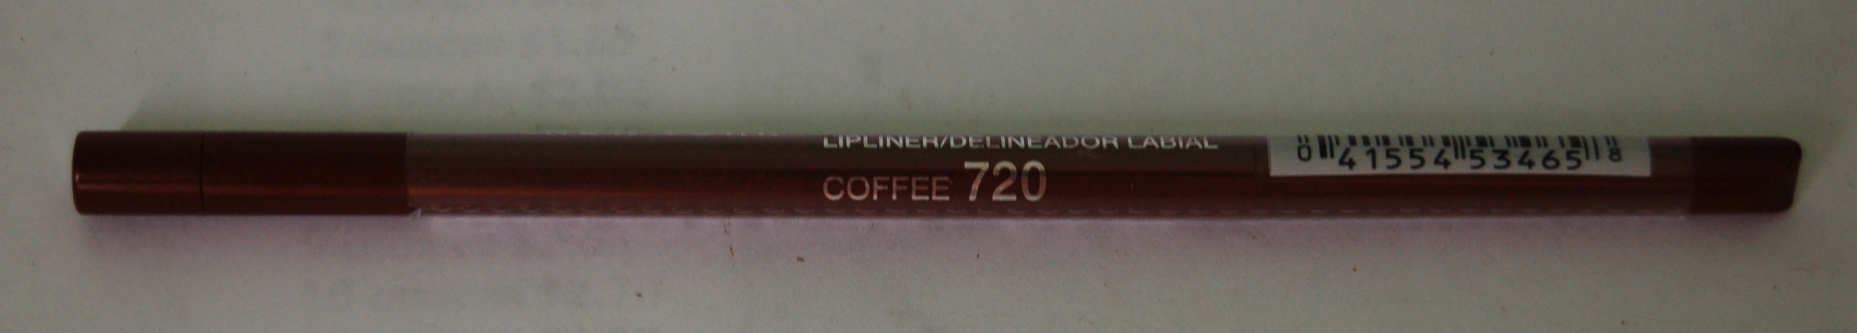 LIPLINER/DELINEADOR LABIAL
COFFEE 720
0 41554 53465 8